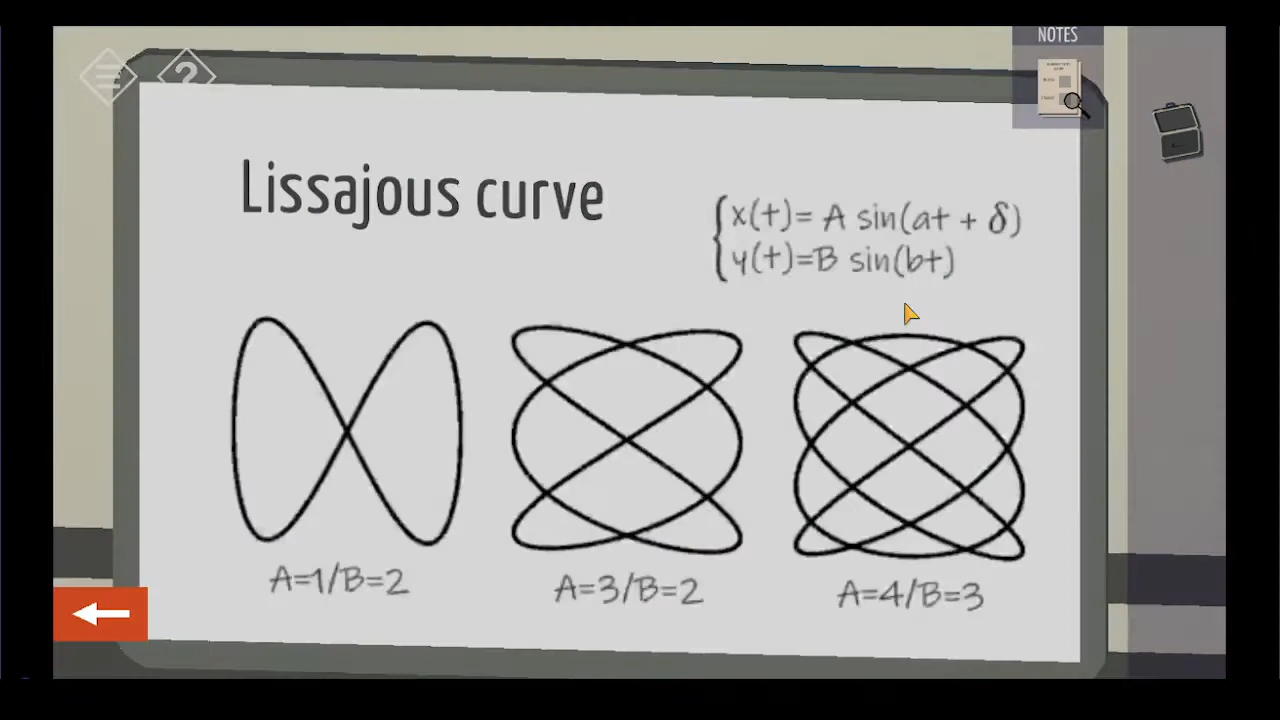 NOTES
Lissajous curve
x(t)= A sin(at + δ)
y(t)=B sin(bt)
A=1/B=2
A=3/B=2
A=4/B=3